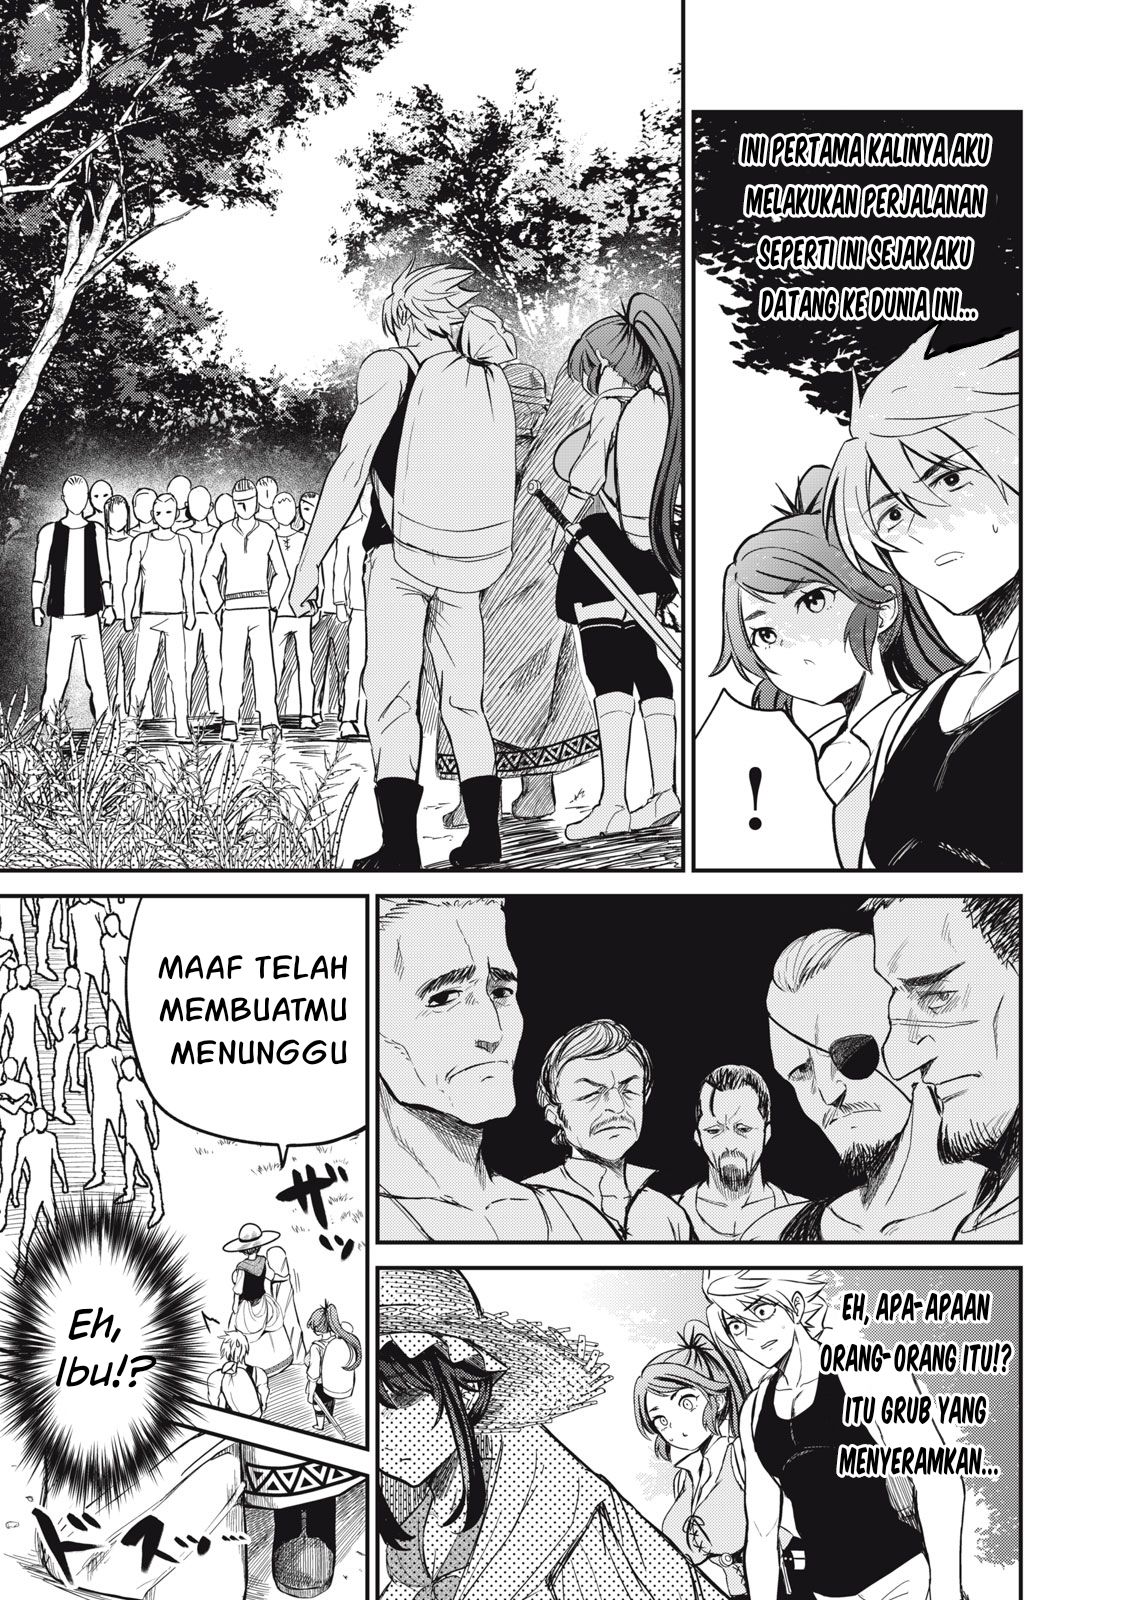 INI PERTAMA KALINYA AKU
MELAKUKAN PERJALANAN
SEPERTI INI SEJAK AKU
DATANG KE DUNIA INI...
!
EH, APA-APAAN
ORANG-ORANG ITU!?
ITU GRUB YANG
MENYERAMKAN...
MAAF TELAH
MEMBUATMU
MENUNGGU
ザッ
Eh,
Ibu!?
ドスッ…